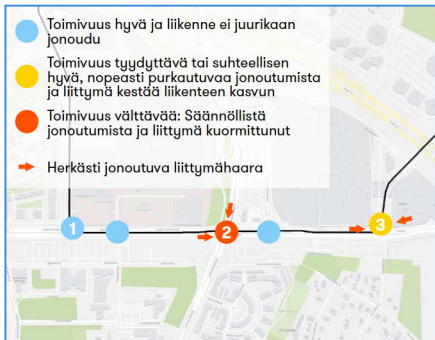 Toimivuus hyvä ja liikenne ei juurikaan
jonoudu
Toimivuus tyydyttävä tai suhteellisen
hyvä, nopeasti purkautuvaa jonoutumista
ja liittymä kestää liikenteen kasvun
Toimivuus välttävää: Säännöllistä
jonoutumista ja liittymä kuormittunut
Herkästi jonoutuva liittymähaara
1
2
3